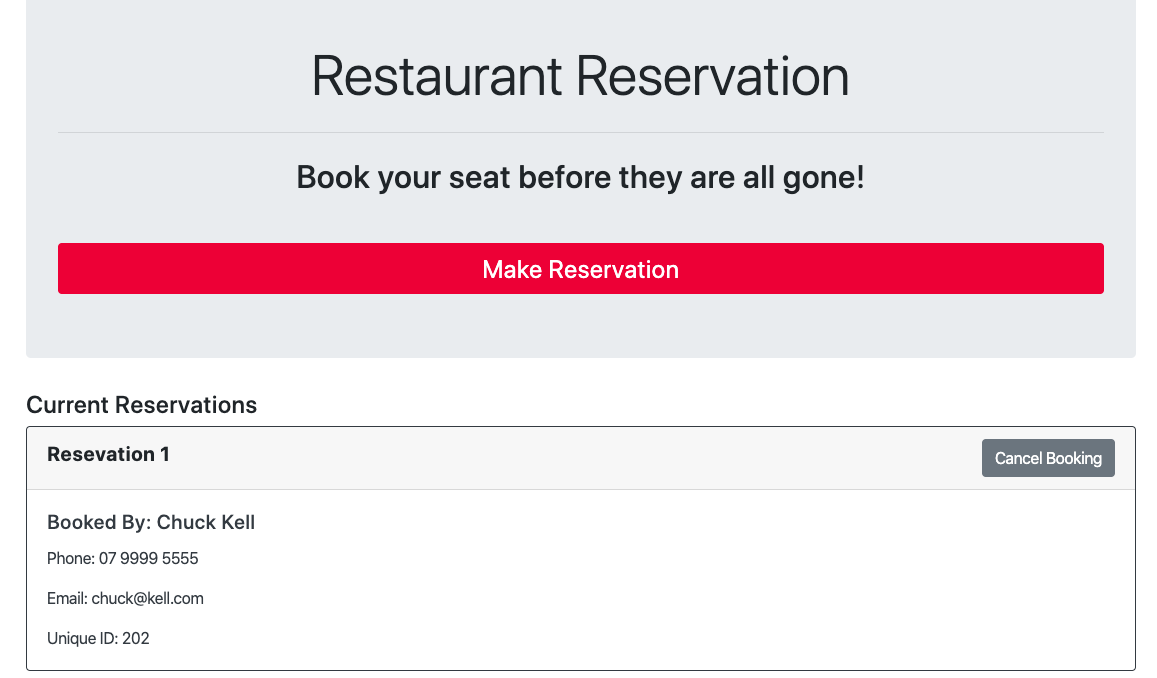 Restaurant Reservation
Book your seat before they are all gone!
Make Reservation
Current Reservations
Resevation 1
Cancel Booking
Booked By: Chuck Kell
Phone: 07 9999 5555
Email: chuck@kell.com
Unique ID: 202